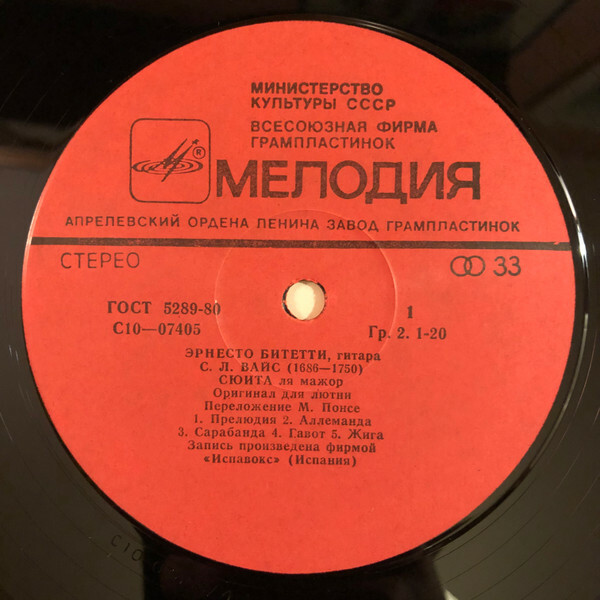 МИНИСТЕРСТВО
КУЛЬТУРЫ СССР
ВСЕСОЮЗНАЯ ФИРМА
ГРАМПЛАСТИНОК
®
МЕЛОДИЯ
АПРЕЛЕВСКИЙ ОРДЕНА ЛЕНИНА ЗАВОД ГРАМПЛАСТИНОК
СТЕРЕО
33
ГОСТ 5289-80
1
С10—07405
Гр. 2. 1-20
ЭРНЕСТО БИТЕТТИ, гитара
С. Л. ВАЙС (1686—1750)
СЮИТА ля мажор
Оригинал для лютни
Переложение М. Понсе
1. Прелюдия 2. Аллеманда
3. Сарабанда 4. Гавот 5. Жига
Запись произведена фирмой
«Испавокс» (Испания)